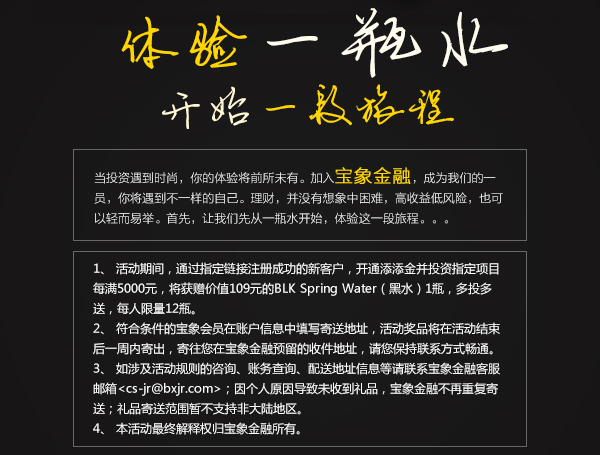 体验一瓶水
开始一段旅程
当投资遇到时尚，你的体验将前所未有。加入宝象金融，成为我们的一
员，你将遇到不一样的自己。理财，并没有想象中困难，高收益低风险，也可
以轻而易举。首先，让我们先从一瓶水开始，体验这一段旅程。。。
1、 活动期间，通过指定链接注册成功的新客户，开通添添金并投资指定项目
每满5000元，将获赠价值109元的BLK Spring Water（黑水）1瓶，多投多
送，每人限量12瓶。
2、 符合条件的宝象会员在账户信息中填写寄送地址，活动奖品将在活动结束
后一周内寄出，寄往您在宝象金融预留的收件地址，请您保持联系方式畅通。
3、 如涉及活动规则的咨询、账务查询、配送地址信息等请联系宝象金融客服
邮箱<cs-jr@bxjr.com>；因个人原因导致未收到礼品，宝象金融不再重复寄
送；礼品寄送范围暂不支持非大陆地区。
4、 本活动最终解释权归宝象金融所有。